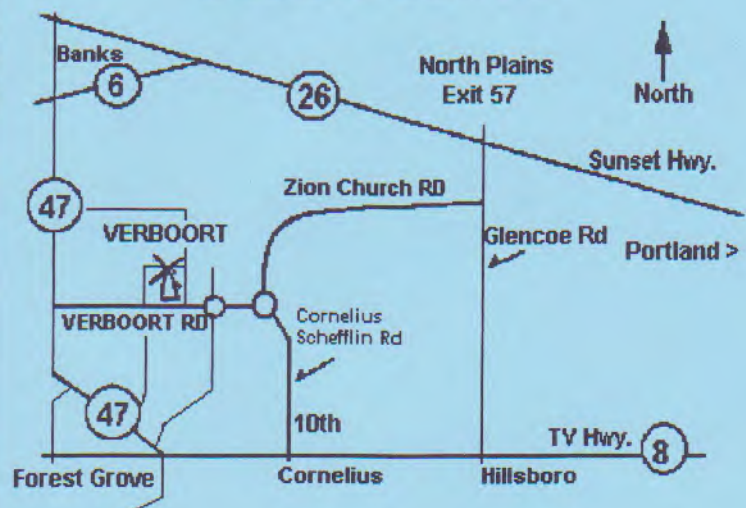 Banks
6
26
North Plains
Exit 57
North
Sunset Hwy.
47
Zion Church RD
VERBOORT
Glencoe Rd
Portland >
VERBOORT RD
Cornelius
Schefflin Rd
47
10th
TV Hwy.
8
Forest Grove
Cornelius
Hillsboro